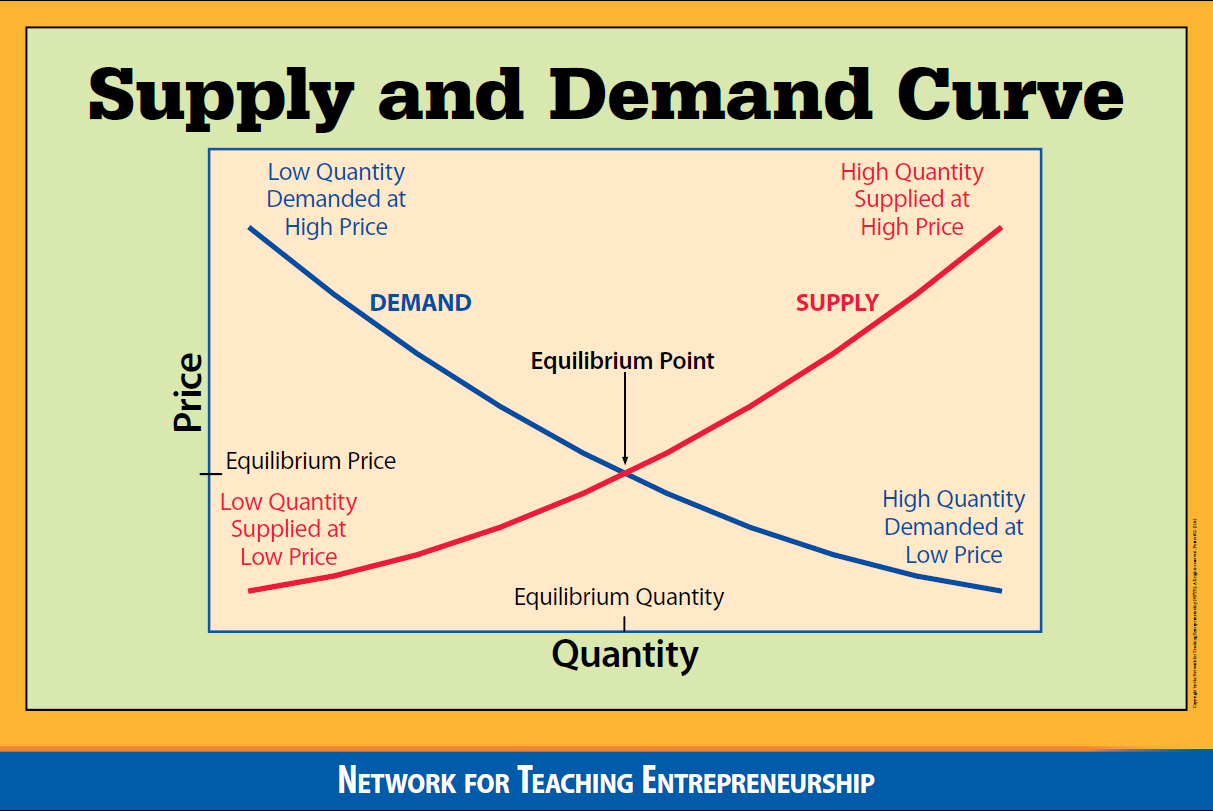 Supply and Demand Curve
Low Quantity
Demanded at
High Price
High Quantity
Supplied at
High Price
DEMAND
SUPPLY
Equilibrium Point
Price
Equilibrium Price
Low Quantity
Supplied at
Low Price
High Quantity
Demanded at
Low Price
Equilibrium Quantity
Quantity
NETWORK FOR TEACHING ENTREPRENEURSHIP